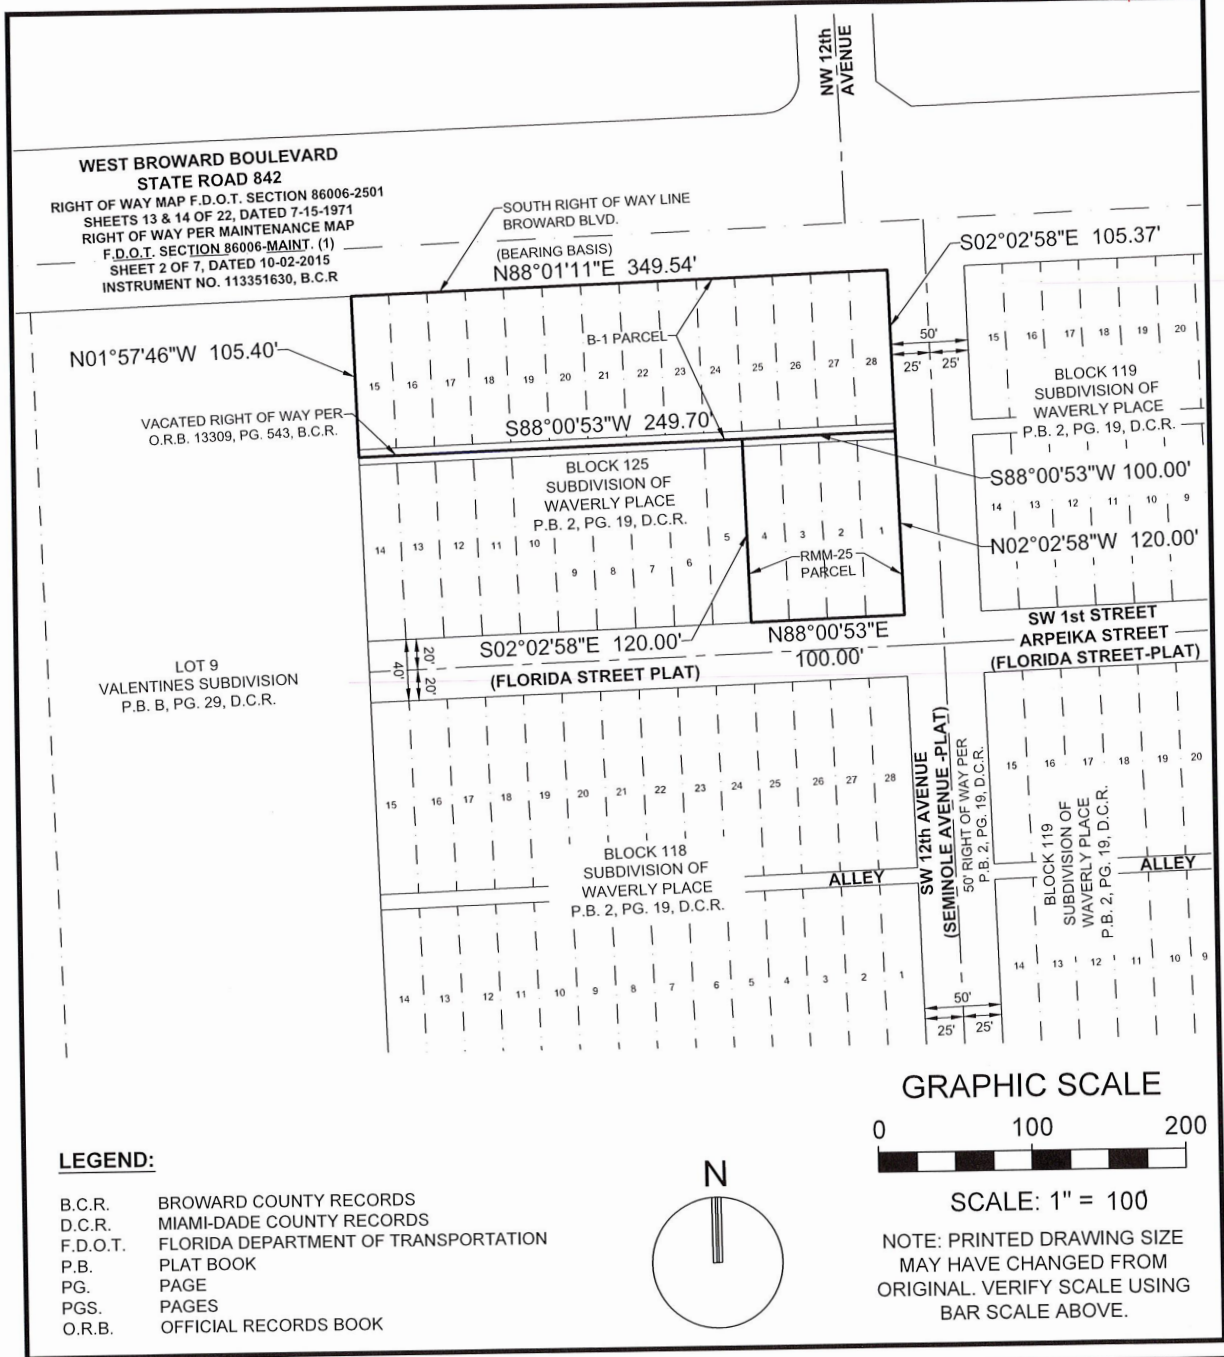 NW 12th
AVENUE
WEST BROWARD BOULEVARD
STATE ROAD 842
RIGHT OF WAY MAP F.D.O.T. SECTION 86006-2501
SHEETS 13 & 14 OF 22, DATED 7-15-1971
RIGHT OF WAY PER MAINTENANCE MAP
F.D.O.T. SECTION 86006-MAINT. (1)
SHEET 2 OF 7, DATED 10-02-2015
INSTRUMENT NO. 113351630, B.C.R
SOUTH RIGHT OF WAY LINE
BROWARD BLVD.
(BEARING BASIS)
N88°01'11"E 349.54'
S02°02'58"E 105.37'
N01°57'46"W 105.40'
B-1 PARCEL
15 16 17 18 19 20 21 22 23 24 25 26 27 28
50'
25' 25'
15 16 17 18 19 20
BLOCK 119
SUBDIVISION OF
WAVERLY PLACE
P.B. 2, PG. 19, D.C.R.
VACATED RIGHT OF WAY PER
O.R.B. 13309, PG. 543, B.C.R.
S88°00'53"W 249.70'
S88°00'53"W 100.00'
BLOCK 125
SUBDIVISION OF
WAVERLY PLACE
P.B. 2, PG. 19, D.C.R.
14 13 12 11 10 9
N02°02'58"W 120.00'
14 13 12 11 10 9 8 7 6 5 4 3 2 1
RMM-25
PARCEL
S02°02'58"E 120.00'
N88°00'53"E
100.00'
SW 1st STREET
ARPEIKA STREET
(FLORIDA STREET-PLAT)
20'
40'
20'
(FLORIDA STREET PLAT)
LOT 9
VALENTINES SUBDIVISION
P.B. B, PG. 29, D.C.R.
15 16 17 18 19 20 21 22 23 24 25 26 27 28
SW 12th AVENUE
(SEMINOLE AVENUE -PLAT)
50' RIGHT OF WAY PER
P.B. 2, PG. 19, D.C.R.
15 16 17 18 19 20
BLOCK 118
SUBDIVISION OF
WAVERLY PLACE
P.B. 2, PG. 19, D.C.R.
ALLEY
BLOCK 119
SUBDIVISION OF
WAVERLY PLACE
P.B. 2, PG. 19, D.C.R.
ALLEY
14 13 12 11 10 9 8 7 6 5 4 3 2 1
14 13 12 11 10 9
50'
25' 25'
GRAPHIC SCALE
0 100 200
SCALE: 1" = 100'
NOTE: PRINTED DRAWING SIZE
MAY HAVE CHANGED FROM
ORIGINAL. VERIFY SCALE USING
BAR SCALE ABOVE.
N
LEGEND:
B.C.R. BROWARD COUNTY RECORDS
D.C.R. MIAMI-DADE COUNTY RECORDS
F.D.O.T. FLORIDA DEPARTMENT OF TRANSPORTATION
P.B. PLAT BOOK
PG. PAGE
PGS. PAGES
O.R.B. OFFICIAL RECORDS BOOK